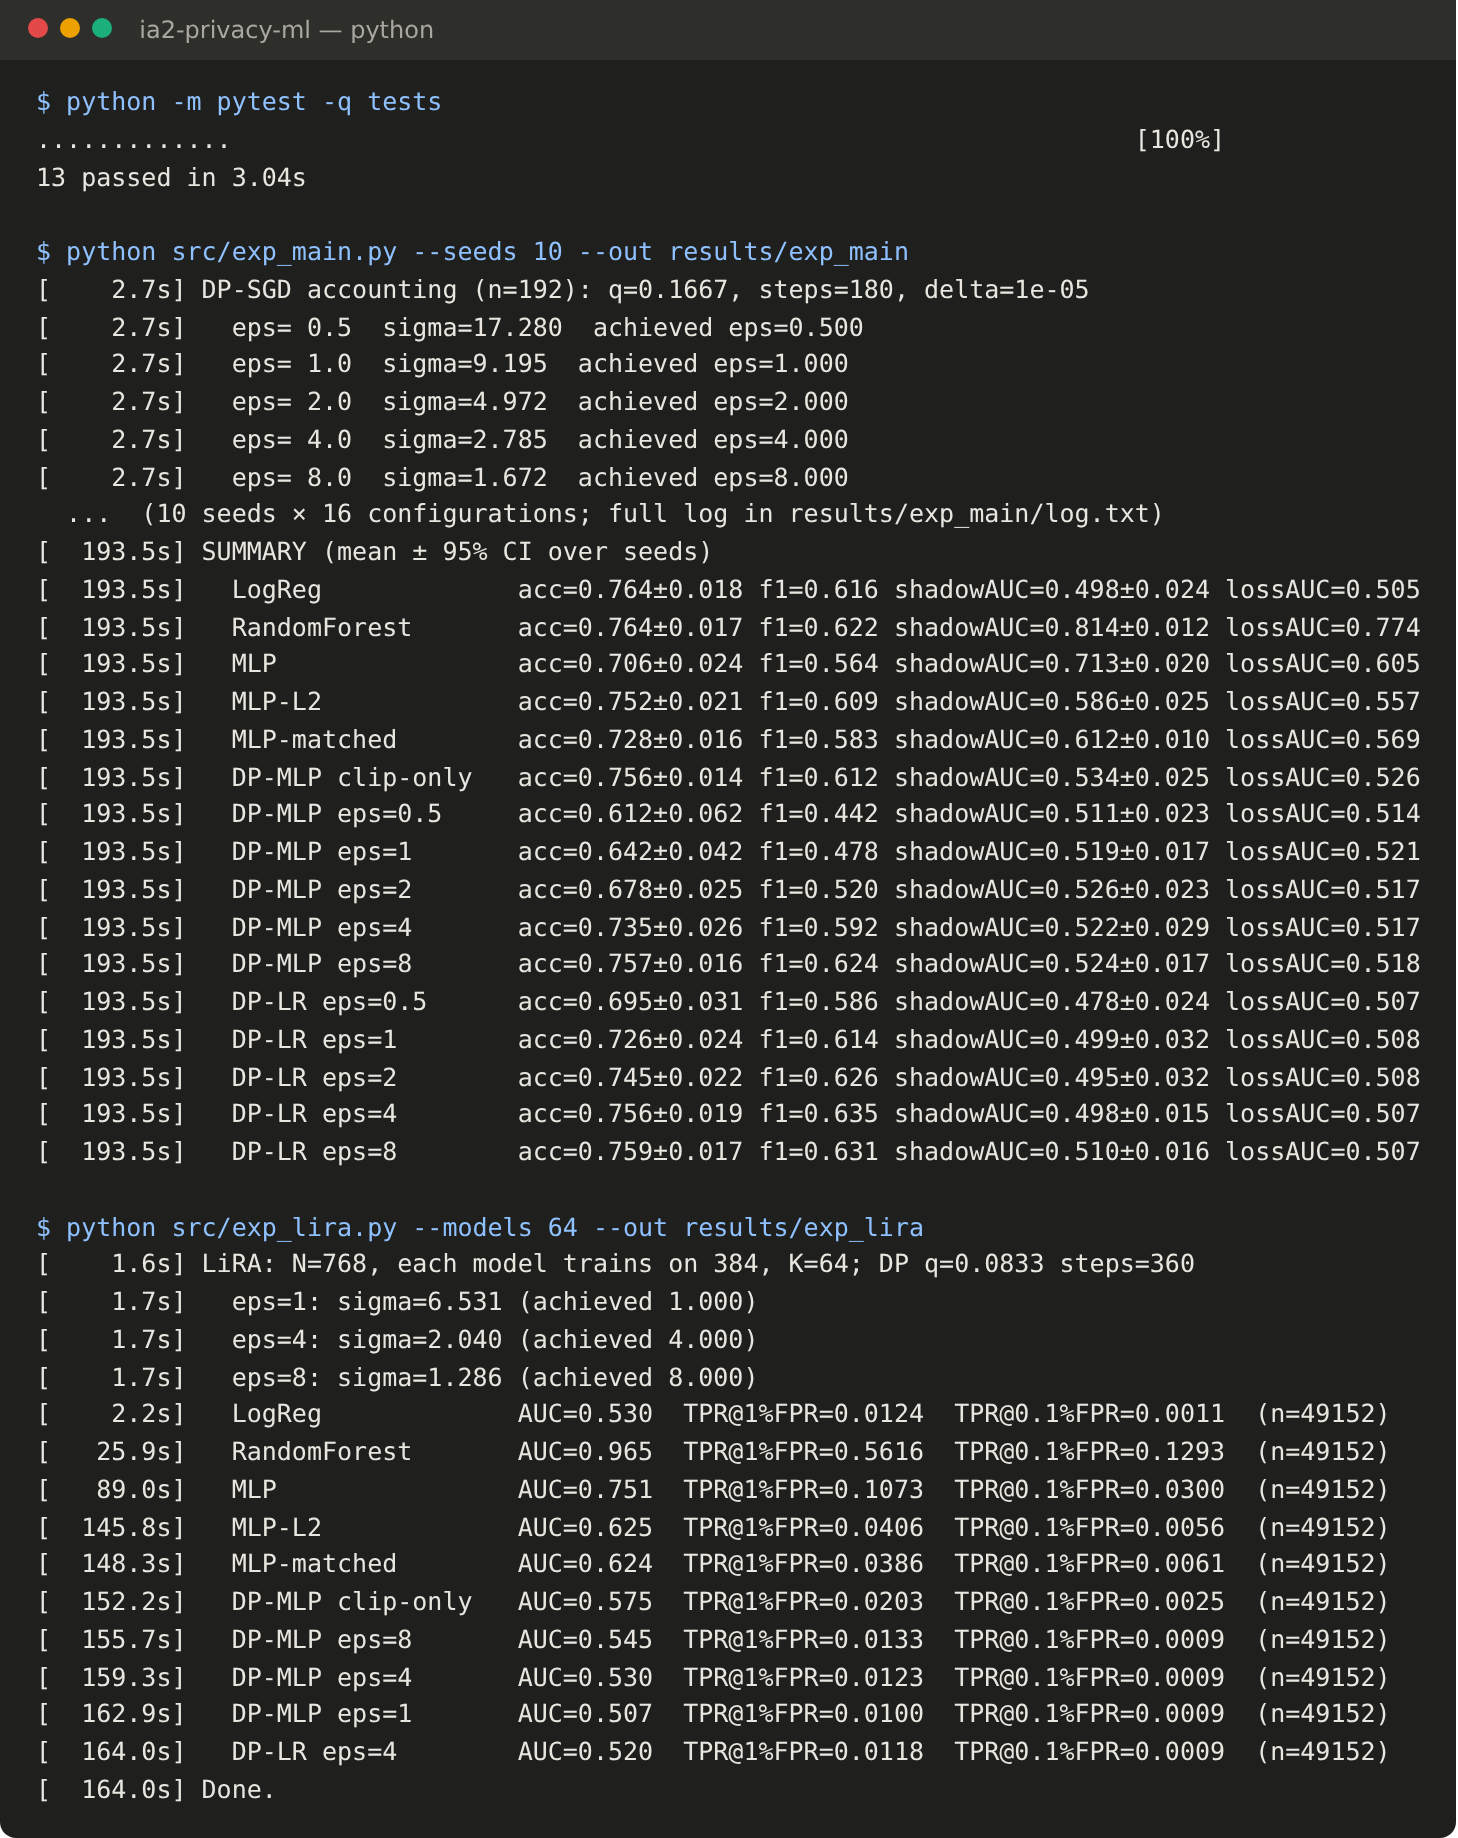 ia2-privacy-ml — python
$ python -m pytest -q tests
.............                                                            [100%]
13 passed in 3.04s
$ python src/exp_main.py --seeds 10 --out results/exp_main
[    2.7s] DP-SGD accounting (n=192): q=0.1667, steps=180, delta=1e-05
[    2.7s]   eps= 0.5  sigma=17.280  achieved eps=0.500
[    2.7s]   eps= 1.0  sigma=9.195  achieved eps=1.000
[    2.7s]   eps= 2.0  sigma=4.972  achieved eps=2.000
[    2.7s]   eps= 4.0  sigma=2.785  achieved eps=4.000
[    2.7s]   eps= 8.0  sigma=1.672  achieved eps=8.000
  ...  (10 seeds × 16 configurations; full log in results/exp_main/log.txt)
[  193.5s] SUMMARY (mean ± 95% CI over seeds)
[  193.5s]   LogReg             acc=0.764±0.018 f1=0.616 shadowAUC=0.498±0.024 lossAUC=0.505
[  193.5s]   RandomForest       acc=0.764±0.017 f1=0.622 shadowAUC=0.814±0.012 lossAUC=0.774
[  193.5s]   MLP                acc=0.706±0.024 f1=0.564 shadowAUC=0.713±0.020 lossAUC=0.605
[  193.5s]   MLP-L2             acc=0.752±0.021 f1=0.609 shadowAUC=0.586±0.025 lossAUC=0.557
[  193.5s]   MLP-matched        acc=0.728±0.016 f1=0.583 shadowAUC=0.612±0.010 lossAUC=0.569
[  193.5s]   DP-MLP clip-only   acc=0.756±0.014 f1=0.612 shadowAUC=0.534±0.025 lossAUC=0.526
[  193.5s]   DP-MLP eps=0.5     acc=0.612±0.062 f1=0.442 shadowAUC=0.511±0.023 lossAUC=0.514
[  193.5s]   DP-MLP eps=1       acc=0.642±0.042 f1=0.478 shadowAUC=0.519±0.017 lossAUC=0.521
[  193.5s]   DP-MLP eps=2       acc=0.678±0.025 f1=0.520 shadowAUC=0.526±0.023 lossAUC=0.517
[  193.5s]   DP-MLP eps=4       acc=0.735±0.026 f1=0.592 shadowAUC=0.522±0.029 lossAUC=0.517
[  193.5s]   DP-MLP eps=8       acc=0.757±0.016 f1=0.624 shadowAUC=0.524±0.017 lossAUC=0.518
[  193.5s]   DP-LR eps=0.5      acc=0.695±0.031 f1=0.586 shadowAUC=0.478±0.024 lossAUC=0.507
[  193.5s]   DP-LR eps=1        acc=0.726±0.024 f1=0.614 shadowAUC=0.499±0.032 lossAUC=0.508
[  193.5s]   DP-LR eps=2        acc=0.745±0.022 f1=0.626 shadowAUC=0.495±0.032 lossAUC=0.508
[  193.5s]   DP-LR eps=4        acc=0.756±0.019 f1=0.635 shadowAUC=0.498±0.015 lossAUC=0.507
[  193.5s]   DP-LR eps=8        acc=0.759±0.017 f1=0.631 shadowAUC=0.510±0.016 lossAUC=0.507
$ python src/exp_lira.py --models 64 --out results/exp_lira
[    1.6s] LiRA: N=768, each model trains on 384, K=64; DP q=0.0833 steps=360
[    1.7s]   eps=1: sigma=6.531 (achieved 1.000)
[    1.7s]   eps=4: sigma=2.040 (achieved 4.000)
[    1.7s]   eps=8: sigma=1.286 (achieved 8.000)
[    2.2s]   LogReg             AUC=0.530  TPR@1%FPR=0.0124  TPR@0.1%FPR=0.0011  (n=49152)
[   25.9s]   RandomForest       AUC=0.965  TPR@1%FPR=0.5616  TPR@0.1%FPR=0.1293  (n=49152)
[   89.0s]   MLP                AUC=0.751  TPR@1%FPR=0.1073  TPR@0.1%FPR=0.0300  (n=49152)
[  145.8s]   MLP-L2             AUC=0.625  TPR@1%FPR=0.0406  TPR@0.1%FPR=0.0056  (n=49152)
[  148.3s]   MLP-matched        AUC=0.624  TPR@1%FPR=0.0386  TPR@0.1%FPR=0.0061  (n=49152)
[  152.2s]   DP-MLP clip-only   AUC=0.575  TPR@1%FPR=0.0203  TPR@0.1%FPR=0.0025  (n=49152)
[  155.7s]   DP-MLP eps=8       AUC=0.545  TPR@1%FPR=0.0133  TPR@0.1%FPR=0.0009  (n=49152)
[  159.3s]   DP-MLP eps=4       AUC=0.530  TPR@1%FPR=0.0123  TPR@0.1%FPR=0.0009  (n=49152)
[  162.9s]   DP-MLP eps=1       AUC=0.507  TPR@1%FPR=0.0100  TPR@0.1%FPR=0.0009  (n=49152)
[  164.0s]   DP-LR eps=4        AUC=0.520  TPR@1%FPR=0.0118  TPR@0.1%FPR=0.0009  (n=49152)
[  164.0s] Done.